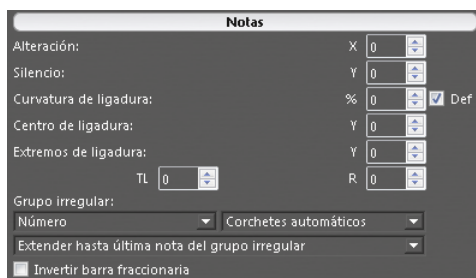 Notas
Alteración: X 0
Silencio: Y 0
Curvatura de ligadura: % 0 Def
Centro de ligadura: Y 0
Extremos de ligadura: Y 0
TL 0 R 0
Grupo irregular:
Número Corchetes automáticos
Extender hasta última nota del grupo irregular
Invertir barra fraccionaria